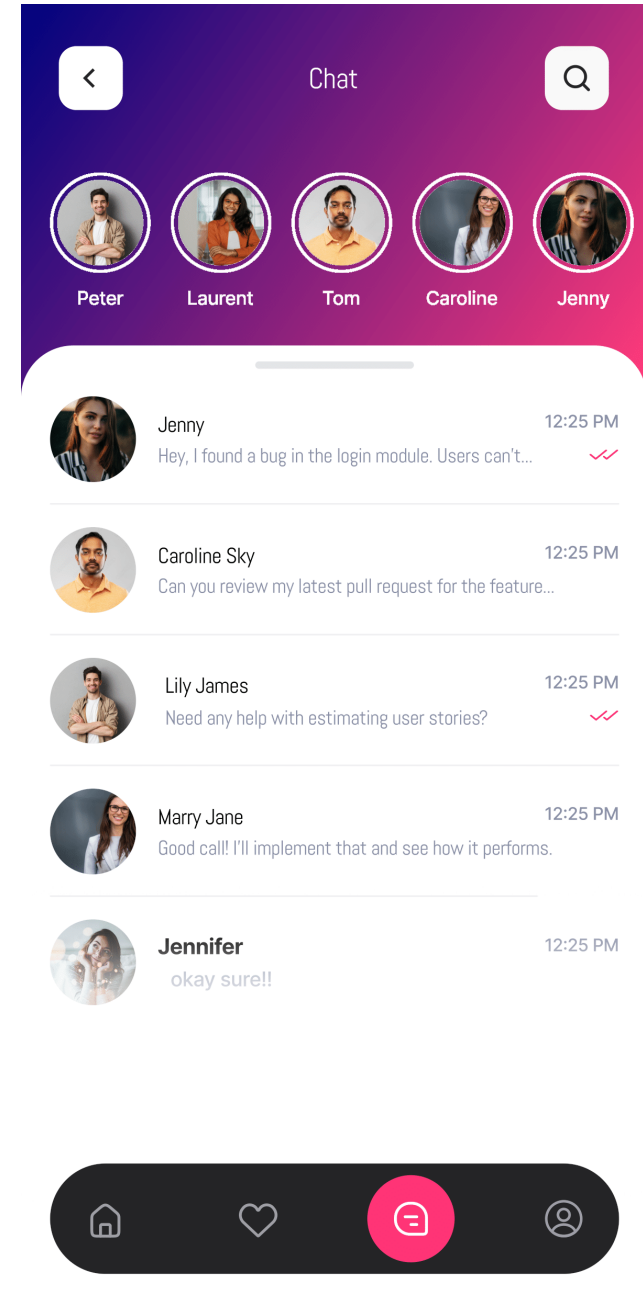 Chat
Peter Laurent Tom Caroline Jenny
Jenny 12:25 PM
Hey, I found a bug in the login module. Users can't...
Caroline Sky 12:25 PM
Can you review my latest pull request for the feature...
Lily James 12:25 PM
Need any help with estimating user stories?
Marry Jane 12:25 PM
Good call! I'll implement that and see how it performs.
Jennifer 12:25 PM
okay sure!!